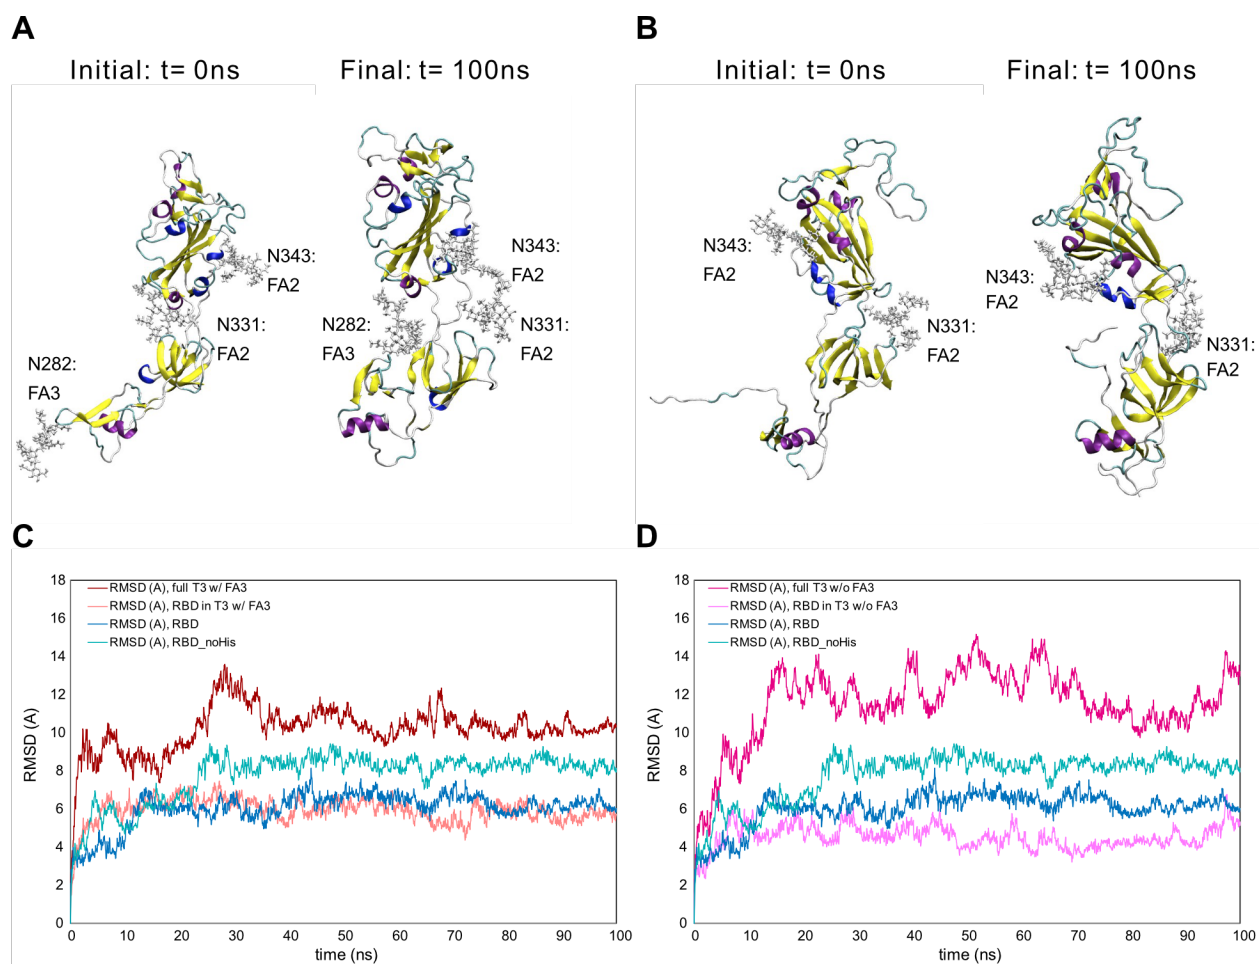 A
B
Initial: t= 0ns
Final: t= 100ns
Initial: t= 0ns
Final: t= 100ns
N343:
FA2
N331:
FA2
N282:
FA3
N343:
FA2
N282:
FA3
N331:
FA2
N343:
FA2
N331:
FA2
N343:
FA2
N331:
FA2
C
D
18
16
14
12
10
8
6
4
2
0
RMSD (A)
RMSD (A), full T3 w/ FA3
RMSD (A), RBD in T3 w/ FA3
RMSD (A), RBD
RMSD (A), RBD_noHis
0 10 20 30 40 50 60 70 80 90 100
time (ns)
18
16
14
12
10
8
6
4
2
0
RMSD (A)
RMSD (A), full T3 w/o FA3
RMSD (A), RBD in T3 w/o FA3
RMSD (A), RBD
RMSD (A), RBD_noHis
0 10 20 30 40 50 60 70 80 90 100
time (ns)